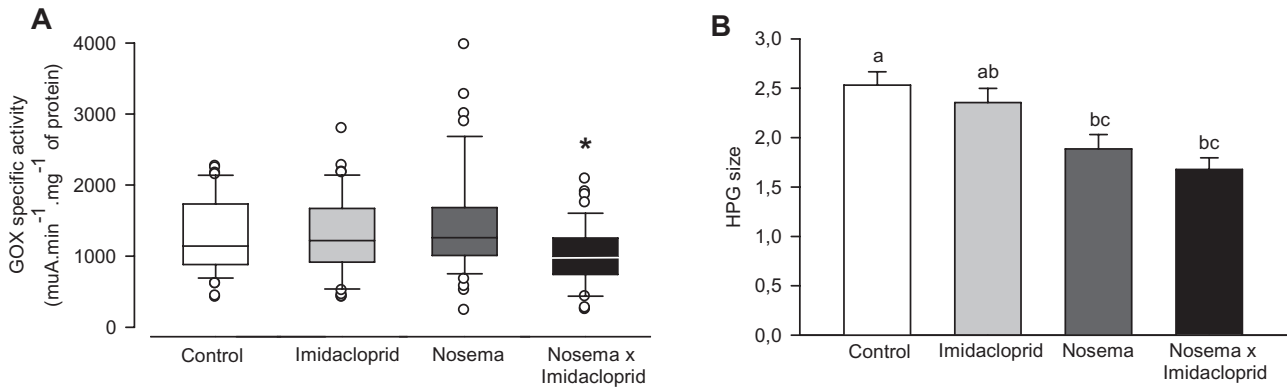 A
GOX specific activity
(muA.min-1.mg-1 of protein)
4000
3000
2000
1000
0
*
Control
Imidacloprid
Nosema
Nosema x
Imidacloprid
B
HPG size
3,0
2,5
2,0
1,5
1,0
0,5
0,0
a
ab
bc
bc
Control
Imidacloprid
Nosema
Nosema x
Imidacloprid